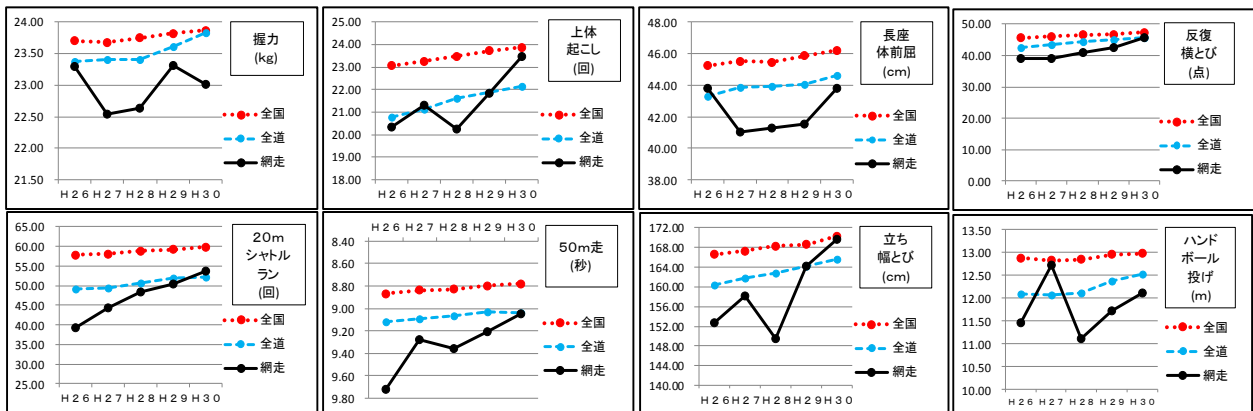 24.00
23.50
23.00
22.50
22.00
21.50
H26 H27 H28 H29 H30
握力
(kg)
全国
全道
網走
25.00
24.00
23.00
22.00
21.00
20.00
19.00
18.00
H26 H27 H28 H29 H30
上体
起こし
(回)
全国
全道
網走
48.00
46.00
44.00
42.00
40.00
38.00
H26 H27 H28 H29 H30
長座
体前屈
(cm)
全国
全道
網走
50.00
40.00
30.00
20.00
10.00
0.00
H26 H27 H28 H29 H30
反復
横とび
(点)
全国
全道
網走
65.00
60.00
55.00
50.00
45.00
40.00
35.00
30.00
25.00
H26 H27 H28 H29 H30
20m
シャトル
ラン
(回)
全国
全道
網走
8.40
8.60
8.80
9.00
9.20
9.40
9.60
9.80
H26 H27 H28 H29 H30
50m走
(秒)
全国
全道
網走
172.00
168.00
164.00
160.00
156.00
152.00
148.00
144.00
140.00
H26 H27 H28 H29 H30
立ち
幅とび
(cm)
全国
全道
網走
13.50
13.00
12.50
12.00
11.50
11.00
10.50
10.00
H26 H27 H28 H29 H30
ハンド
ボール
投げ
(m)
全国
全道
網走